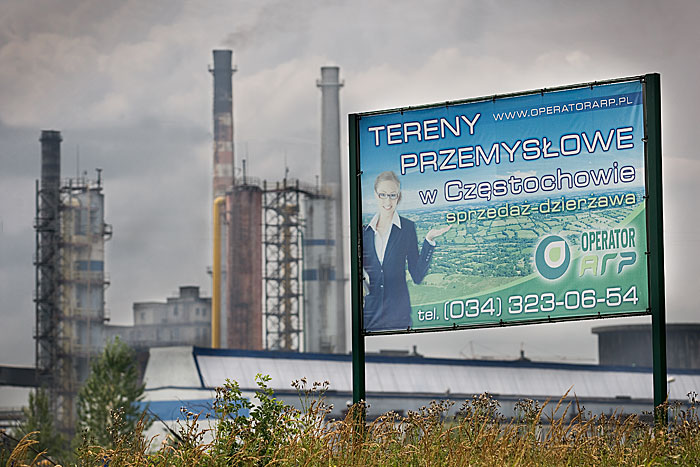 www.OPERATORARP.PL
TERENY
PRZEMYSŁOWE
w Częstochowie
sprzedaż-dzierżawa
OPERATOR
ARP
tel. (034) 323-06-54